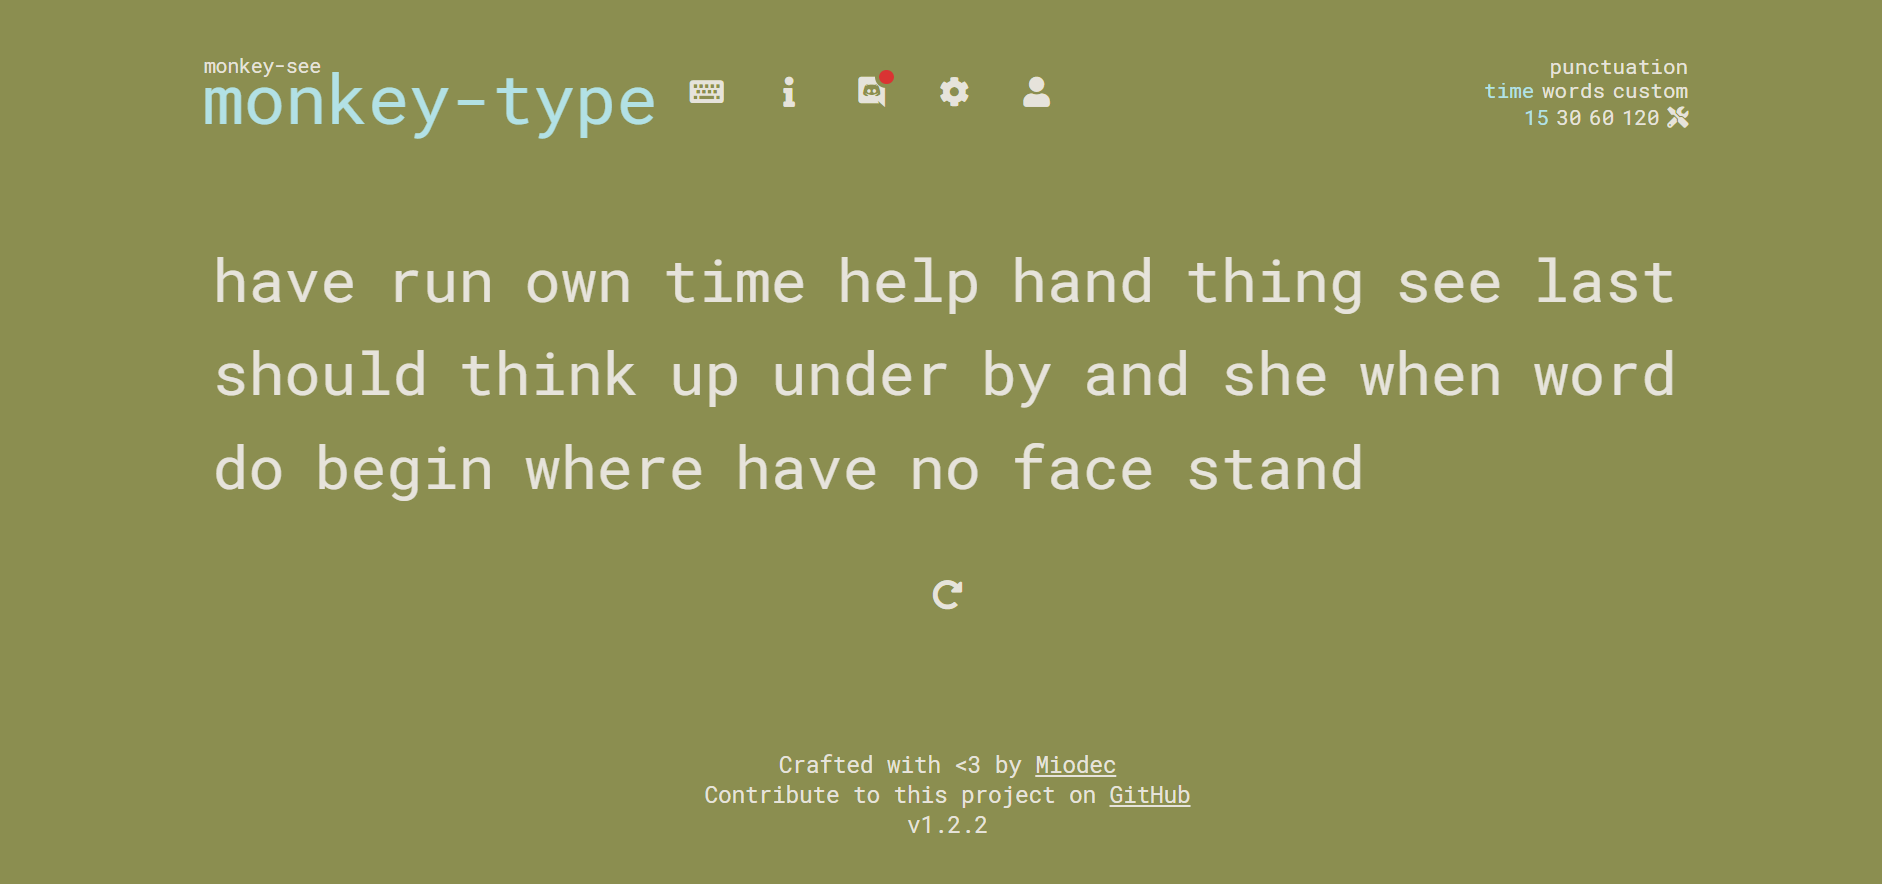 monkey-see
monkey-type
punctuation
time words custom
15 30 60 120
have run own time help hand thing see last
should think up under by and she when word
do begin where have no face stand
Crafted with <3 by Miodec
Contribute to this project on GitHub
v1.2.2